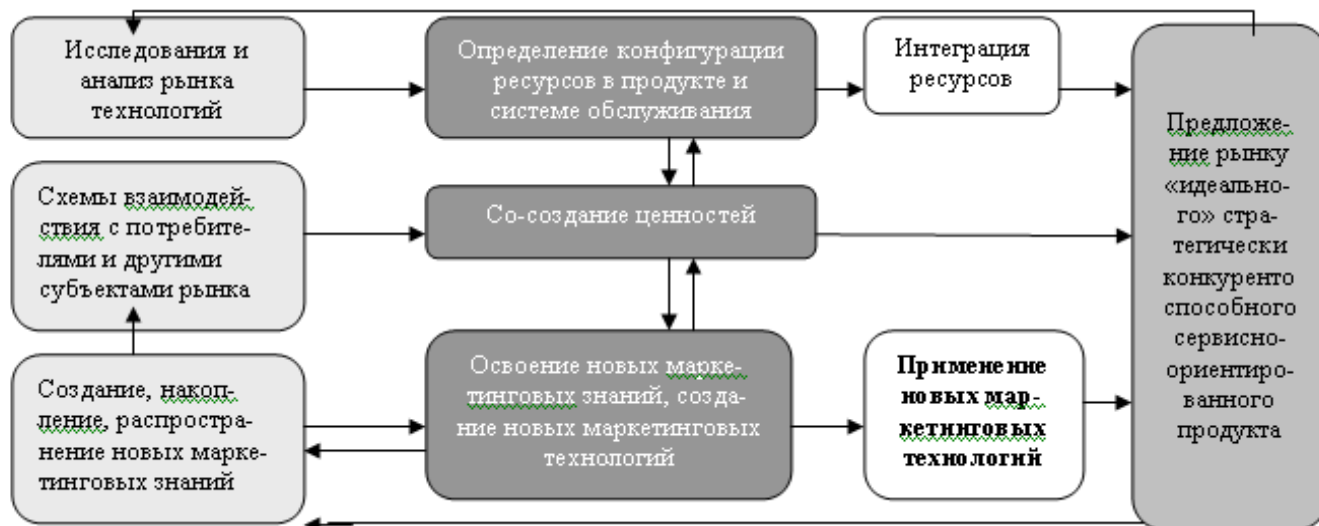 Исследования и
анализ рынка
технологий
Определение конфигурации
ресурсов в продукте и
системе обслуживания
Интеграция
ресурсов
Предложе-
ние рынку
«идеально-
го» стра-
тегически
конкуренто
способного
сервисно-
ориентиро-
ванного
продукта
Схемы взаимодей-
ствия с потребите-
лями и другими
субъектами рынка
Со-создание ценностей
Создание, накоп-
ление, распростра-
нение новых марке-
тинговых знаний
Освоение новых марке-
тинговых знаний, созда-
ние новых маркетинговых
технологий
Применение
новых мар-
кетинговых
технологий